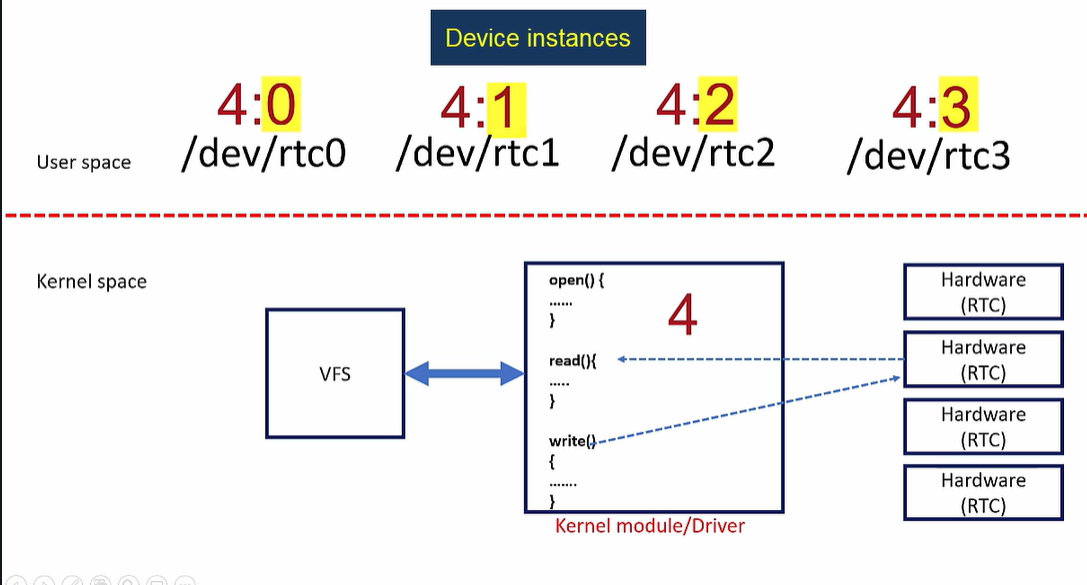 Device instances
4:0
4:1
4:2
4:3
User space
/dev/rtc0
/dev/rtc1
/dev/rtc2
/dev/rtc3
Kernel space
VFS
open() {
......
}
read(){
.....
}
write()
{
.......
}
4
Kernel module/Driver
Hardware
(RTC)
Hardware
(RTC)
Hardware
(RTC)
Hardware
(RTC)